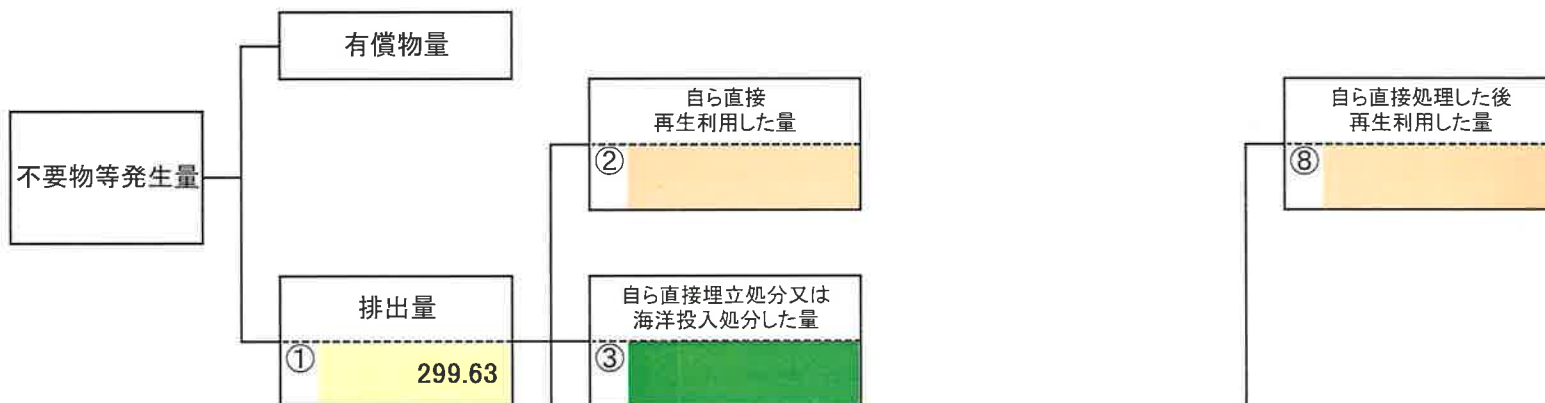 有償物量
自ら直接
再生利用した量
②
自ら直接処理した後
再生利用した量
⑧
不要物等発生量
排出量
①
299.63
自ら直接埋立処分又は
海洋投入処分した量
③